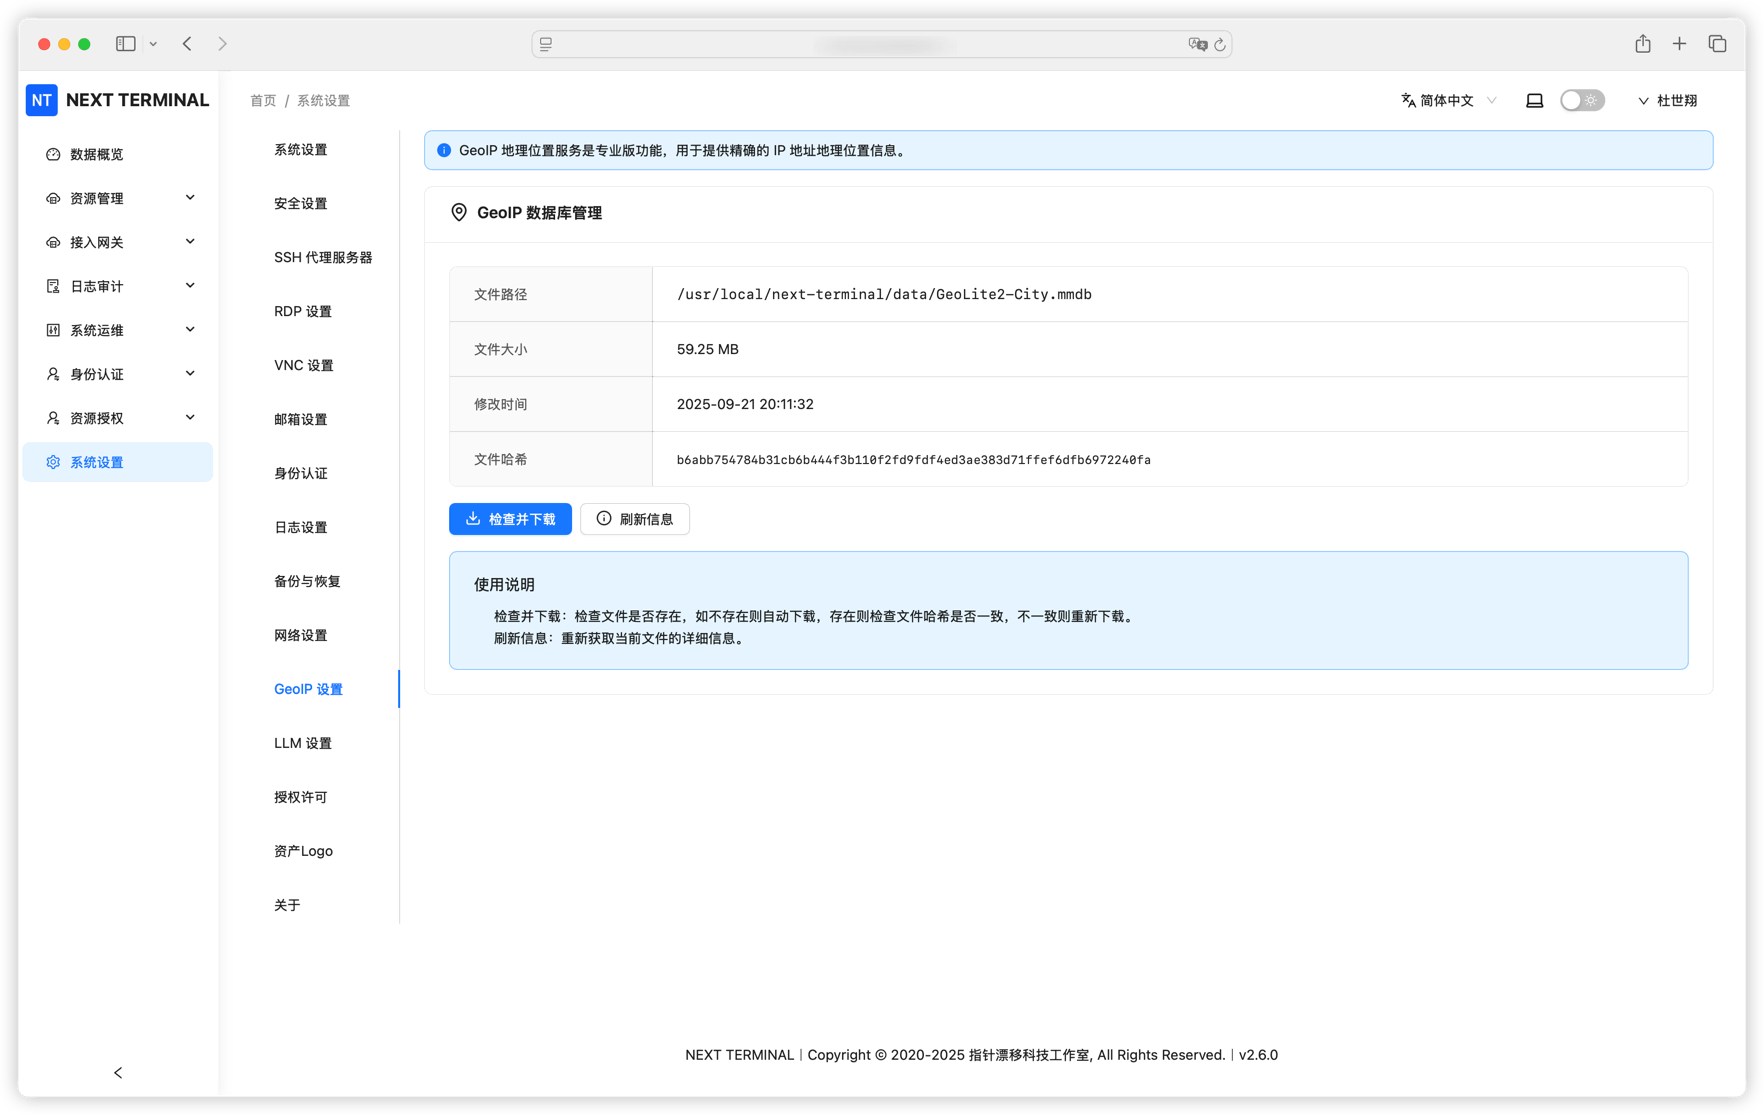 NT NEXT TERMINAL
首页 / 系统设置
简体中文
杜世翔
数据概览
资源管理
接入网关
日志审计
系统运维
身份认证
资源授权
系统设置
系统设置
安全设置
SSH 代理服务器
RDP 设置
VNC 设置
邮箱设置
身份认证
日志设置
备份与恢复
网络设置
GeoIP 设置
LLM 设置
授权许可
资产Logo
关于
GeoIP 地理位置服务是专业版功能，用于提供精确的 IP 地址地理位置信息。
GeoIP 数据库管理
文件路径 /usr/local/next-terminal/data/GeoLite2-City.mmdb
文件大小 59.25 MB
修改时间 2025-09-21 20:11:32
文件哈希 b6abb754784b31cb6b444f3b110f2fd9fdf4ed3ae383d71ffef6dfb6972240fa
检查并下载 刷新信息
使用说明
检查并下载：检查文件是否存在，如不存在则自动下载，存在则检查文件哈希是否一致，不一致则重新下载。
刷新信息：重新获取当前文件的详细信息。
NEXT TERMINAL | Copyright © 2020-2025 指针漂移科技工作室, All Rights Reserved. | v2.6.0